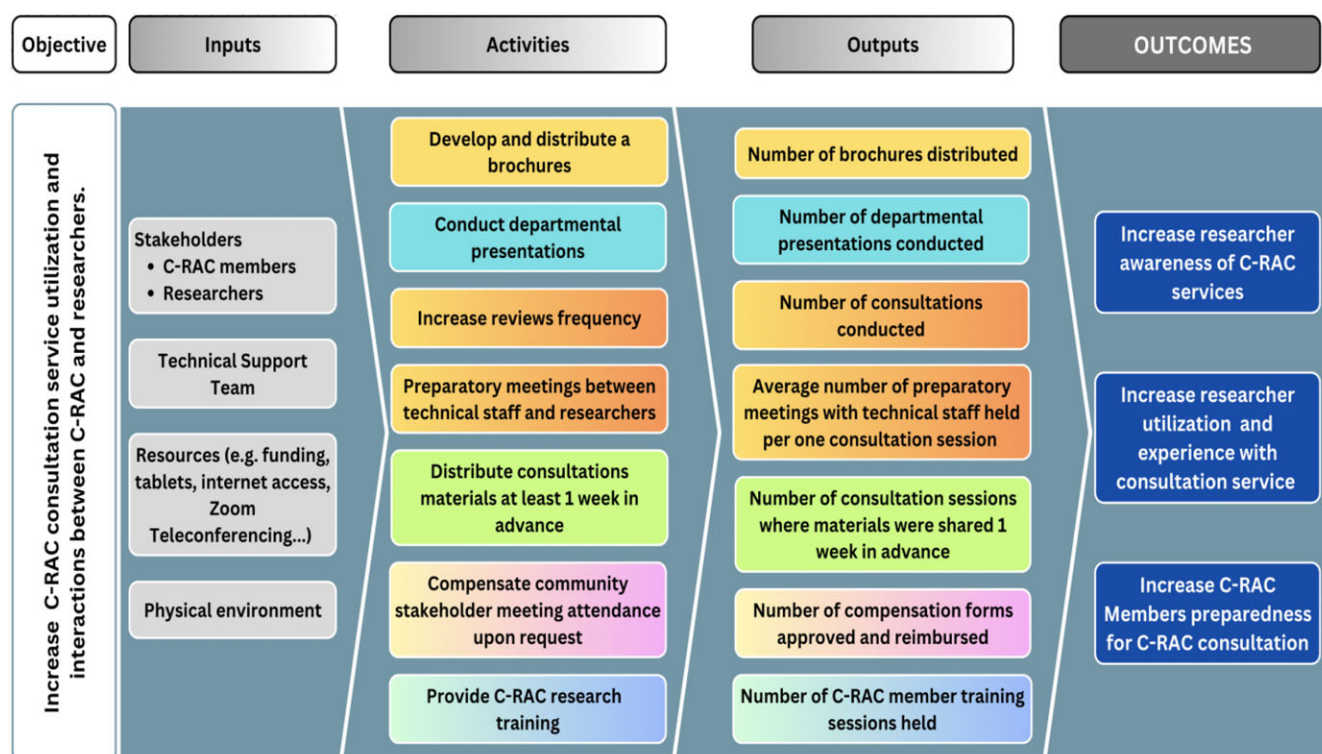 Objective
Inputs
Activities
Outputs
OUTCOMES
Increase C-RAC consultation service utilization and
interactions between C-RAC and researchers.
Stakeholders
• C-RAC members
• Researchers
Technical Support
Team
Resources (e.g. funding,
tablets, internet access,
Zoom
Teleconferencing...)
Physical environment
Develop and distribute a
brochures
Conduct departmental
presentations
Increase reviews frequency
Preparatory meetings between
technical staff and researchers
Distribute consultations
materials at least 1 week in
advance
Compensate community
stakeholder meeting attendance
upon request
Provide C-RAC research
training
Number of brochures distributed
Number of departmental
presentations conducted
Number of consultations
conducted
Average number of preparatory
meetings with technical staff held
per one consultation session
Number of consultation sessions
where materials were shared 1
week in advance
Number of compensation forms
approved and reimbursed
Number of C-RAC member training
sessions held
Increase researcher
awareness of C-RAC
services
Increase researcher
utilization and
experience with
consultation service
Increase C-RAC
Members preparedness
for C-RAC consultation